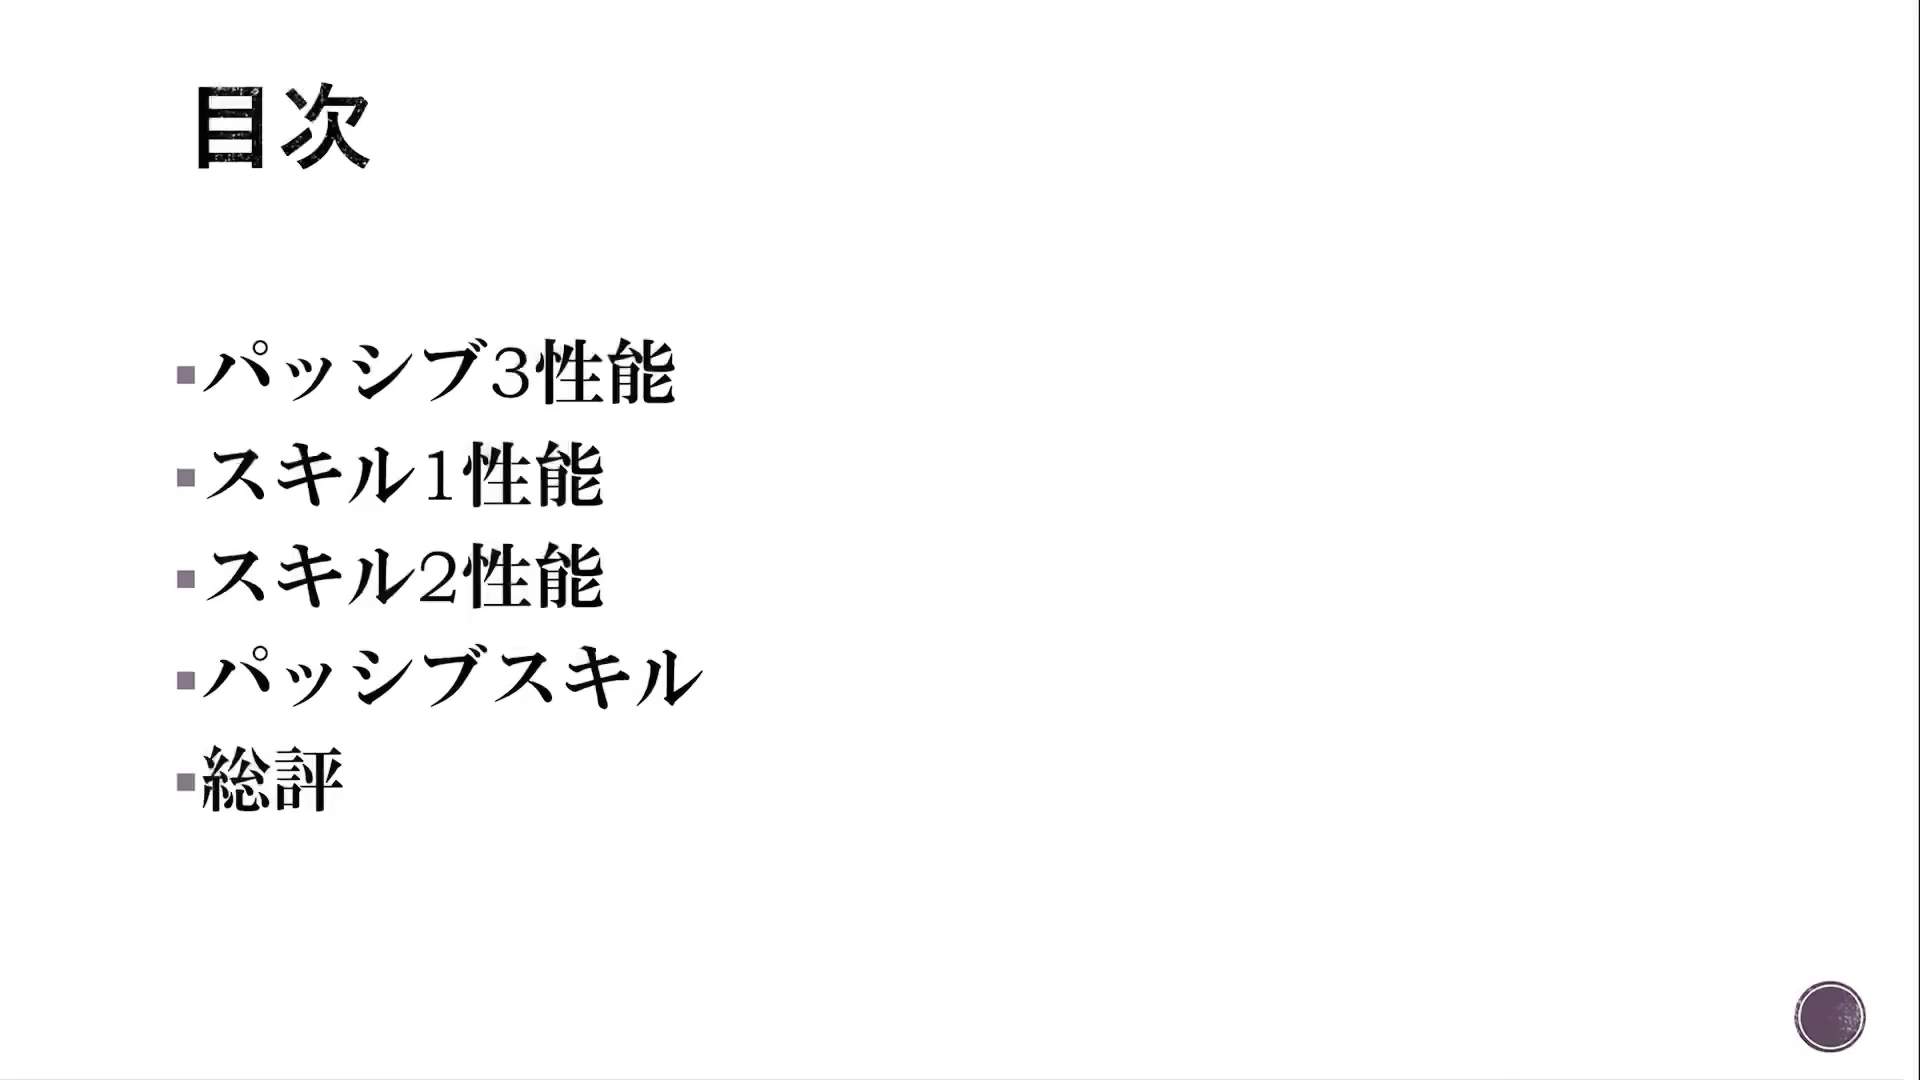 目次
▪パッシブ3性能
▪スキル1性能
▪スキル2性能
▪パッシブスキル
▪総評